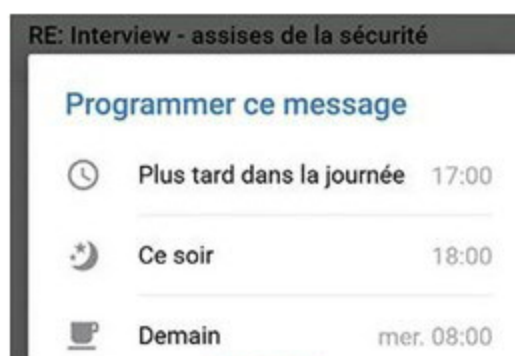 RE: Interview - assises de la sécurité
Programmer ce message
Plus tard dans la journée 17:00
Ce soir 18:00
Demain mer. 08:00